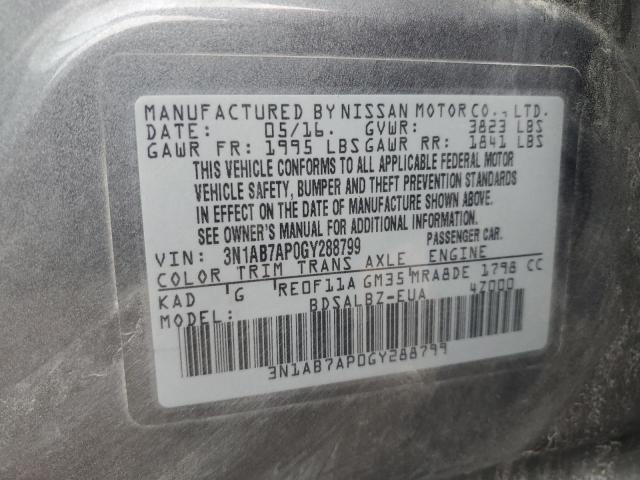 MANUFACTURED BY NISSAN MOTOR CO., LTD.
DATE: 05/16. GVWR: 3823 LBS
GAWR FR: 1995 LBS GAWR RR: 1841 LBS
THIS VEHICLE CONFORMS TO ALL APPLICABLE FEDERAL MOTOR
VEHICLE SAFETY, BUMPER AND THEFT PREVENTION STANDARDS
IN EFFECT ON THE DATE OF MANUFACTURE SHOWN ABOVE.
SEE OWNER'S MANUAL FOR ADDITIONAL INFORMATION.
VIN: 3N1AB7AP0GY288799 PASSENGER CAR.
COLOR TRIM TRANS AXLE ENGINE
KAD G RE0F11A GM35 MRA8DE 1798 CC
MODEL: BDSALBZ-EUA 4Z000
3N1AB7AP0GY288799